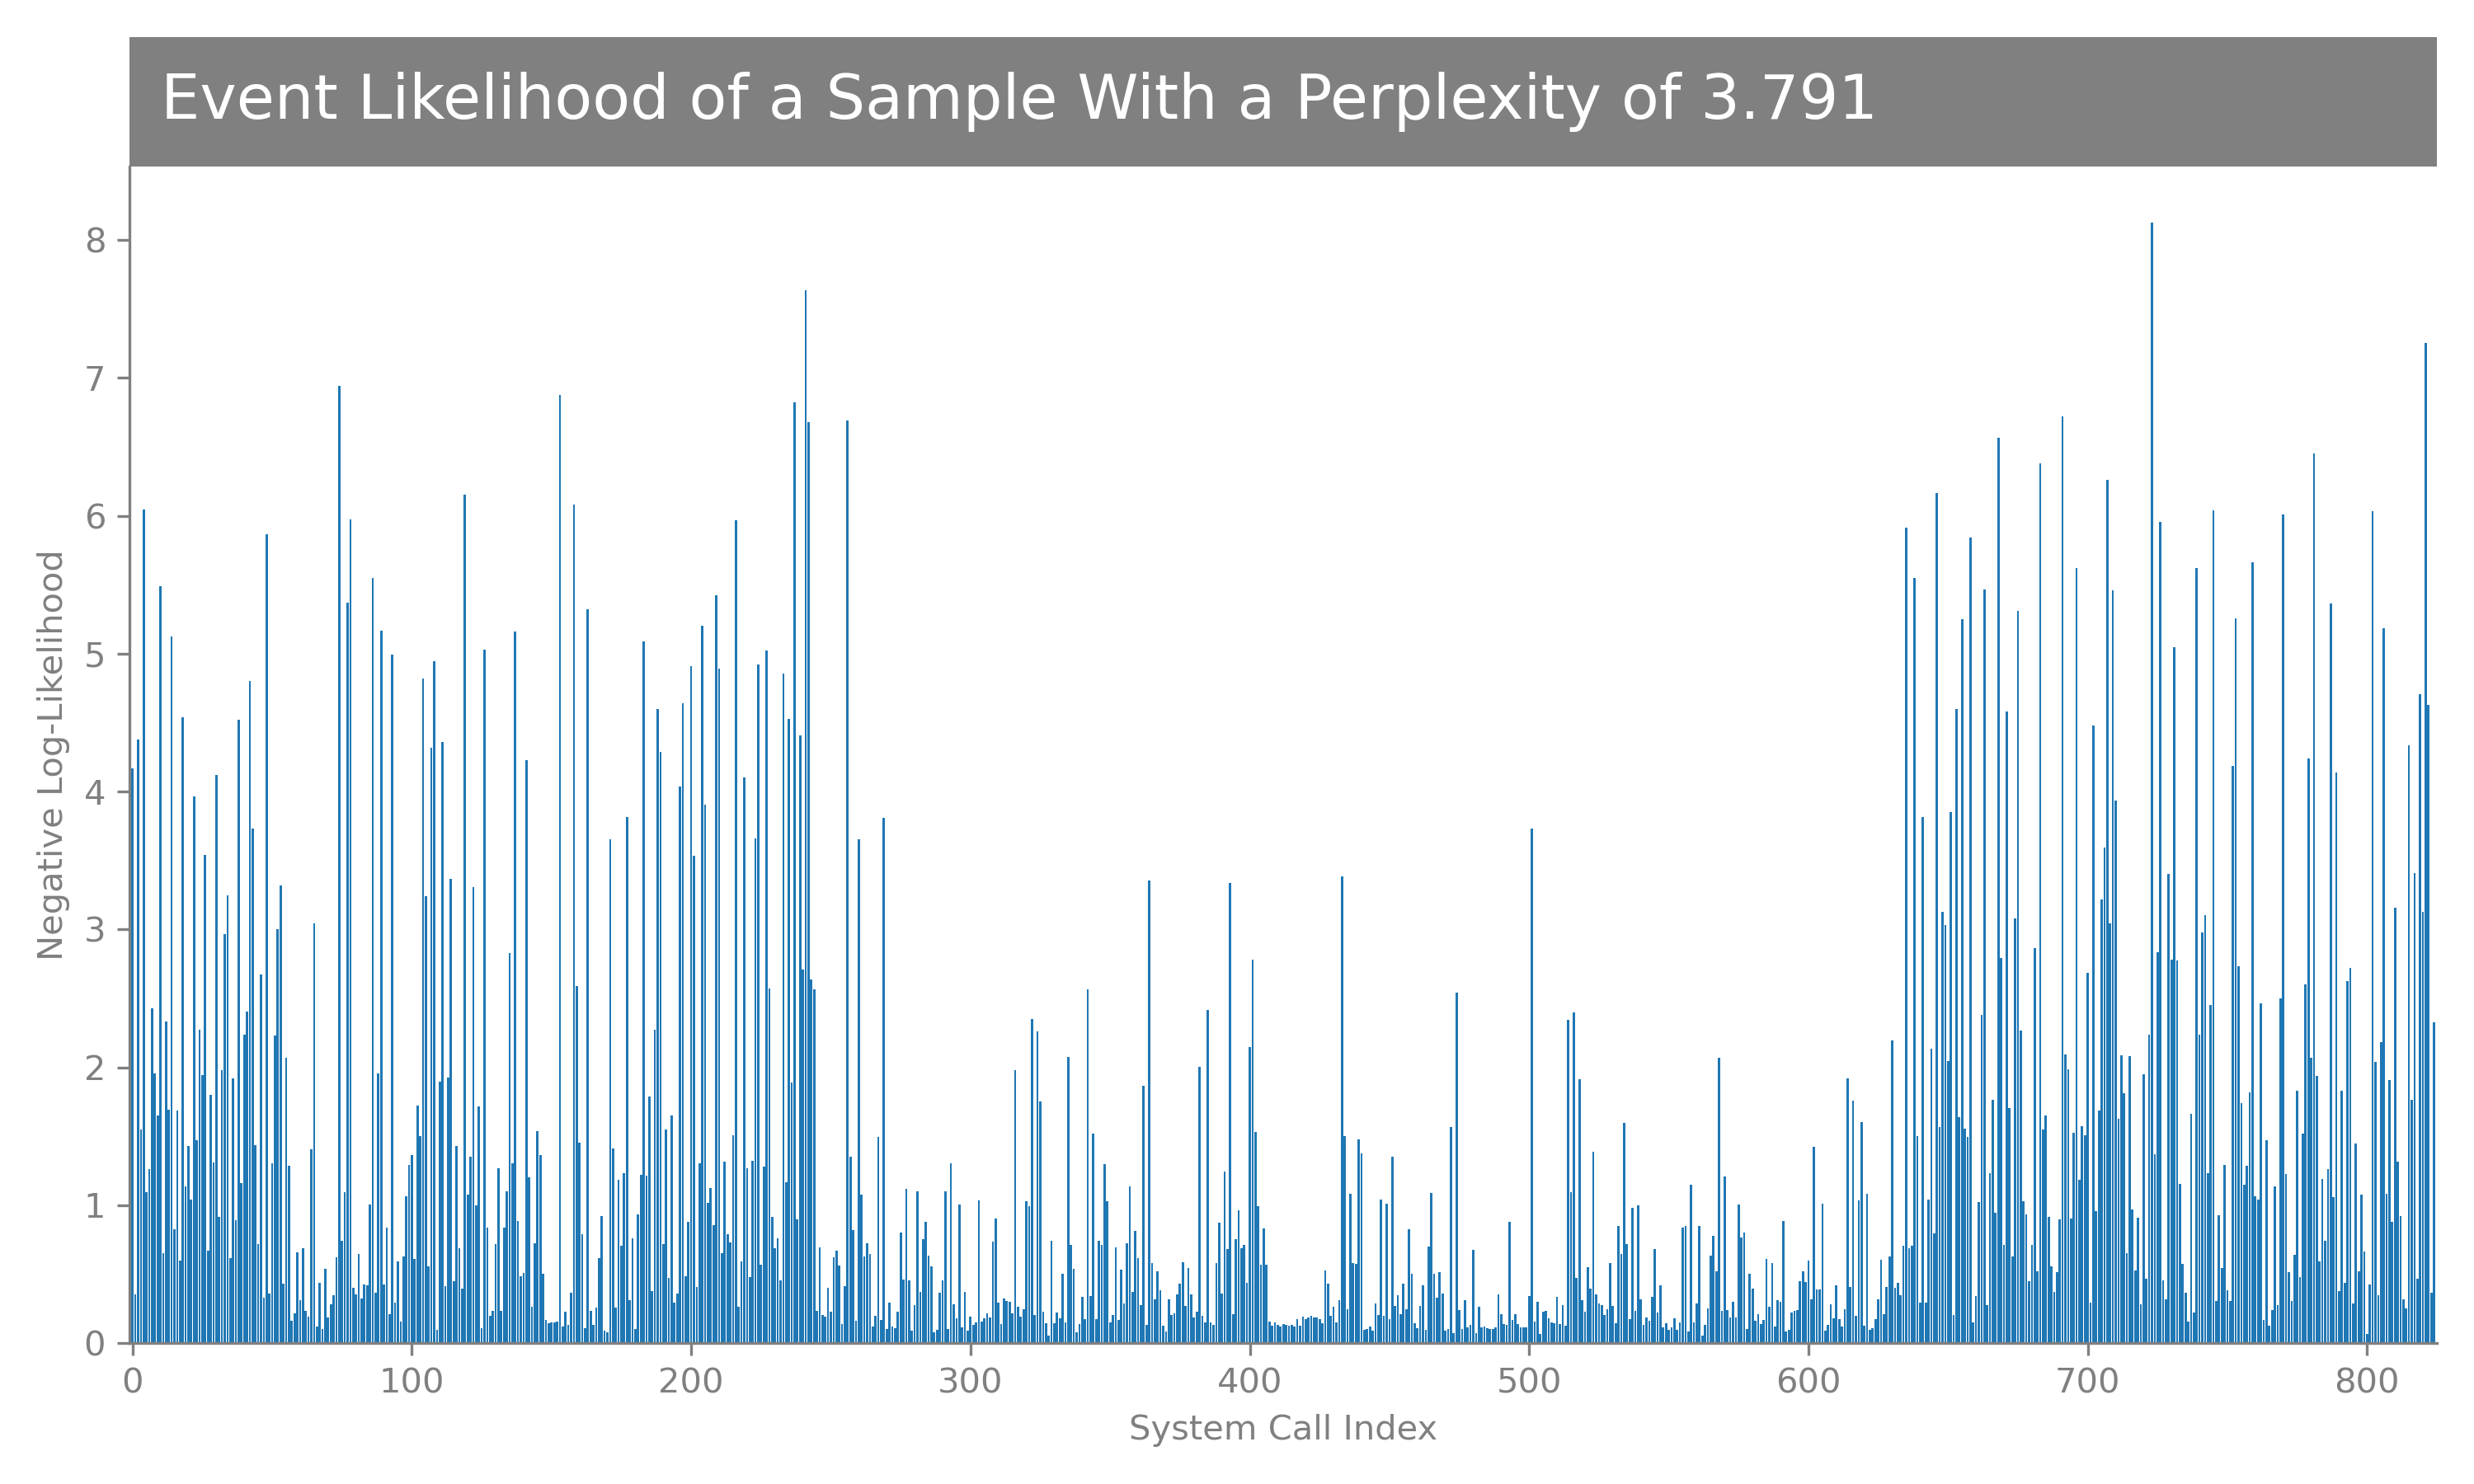 Event Likelihood of a Sample With a Perplexity of 3.791
8
7
6
5
4
3
2
1
0
Negative Log-Likelihood
0 100 200 300 400 500 600 700 800
System Call Index